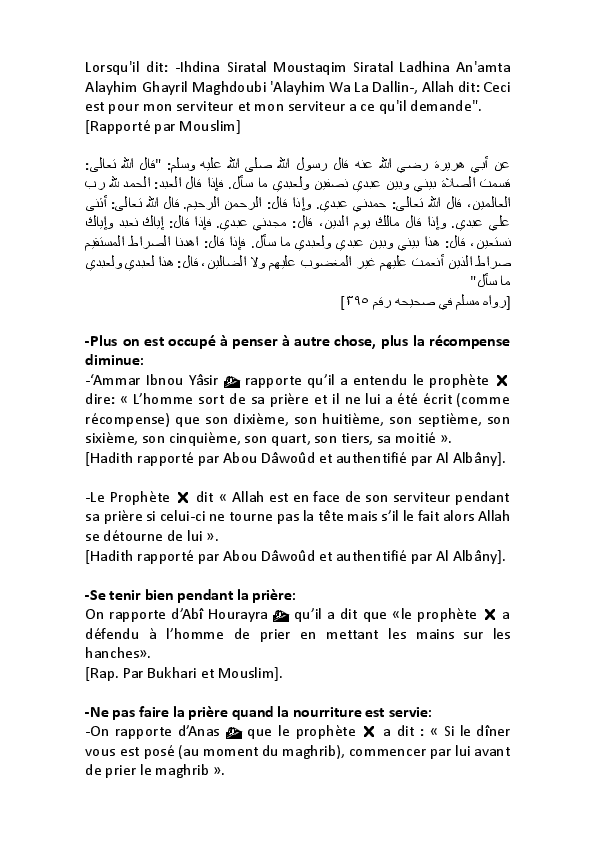 Lorsqu'il dit: -Ihdina Siratal Moustaqim Siratal Ladhina An'amta
Alayhim Ghayril Maghdoubi 'Alayhim Wa La Dallin-, Allah dit: Ceci
est pour mon serviteur et mon serviteur a ce qu'il demande".
[Rapporté par Mouslim]
عن أبي هريرة رضي الله عنه قال رسول الله صلى الله عليه وسلم: "قال الله تعالى:
قسمت الصلاة بيني وبين عبدي نصفين ولعبدي ما سأل. فإذا قال العبد: الحمد لله رب
العالمين، قال الله تعالى: حمدني عبدي. وإذا قال: الرحمن الرحيم. قال الله تعالى: أثنى
علي عبدي. وإذا قال مالك يوم الدين، قال: مجدني عبدي. فإذا قال: إياك نعبد وإياك
نستعين، قال: هذا بيني وبين عبدي ولعبدي ما سأل. فإذا قال: اهدنا الصراط المستقيم
صراط الذين أنعمت عليهم غير المغضوب عليهم ولا الضالين، قال: هذا لعبدي ولعبدي
ما سأل"
[رواه مسلم في صحيحه رقم ٣٩٥]
-Plus on est occupé à penser à autre chose, plus la récompense
diminue:
-‘Ammar Ibnou Yâsir rapporte qu’il a entendu le prophète
dire: « L’homme sort de sa prière et il ne lui a été écrit (comme
récompense) que son dixième, son huitième, son septième, son
sixième, son cinquième, son quart, son tiers, sa moitié ».
[Hadith rapporté par Abou Dâwoûd et authentifié par Al Albâny].
-Le Prophète dit « Allah est en face de son serviteur pendant
sa prière si celui-ci ne tourne pas la tête mais s’il le fait alors Allah
se détourne de lui ».
[Hadith rapporté par Abou Dâwoûd et authentifié par Al Albâny].
-Se tenir bien pendant la prière:
On rapporte d’Abî Hourayra qu’il a dit que «le prophète a
défendu à l’homme de prier en mettant les mains sur les
hanches».
[Rap. Par Bukhari et Mouslim].
-Ne pas faire la prière quand la nourriture est servie:
-On rapporte d’Anas que le prophète a dit : « Si le dîner
vous est posé (au moment du maghrib), commencer par lui avant
de prier le maghrib ».